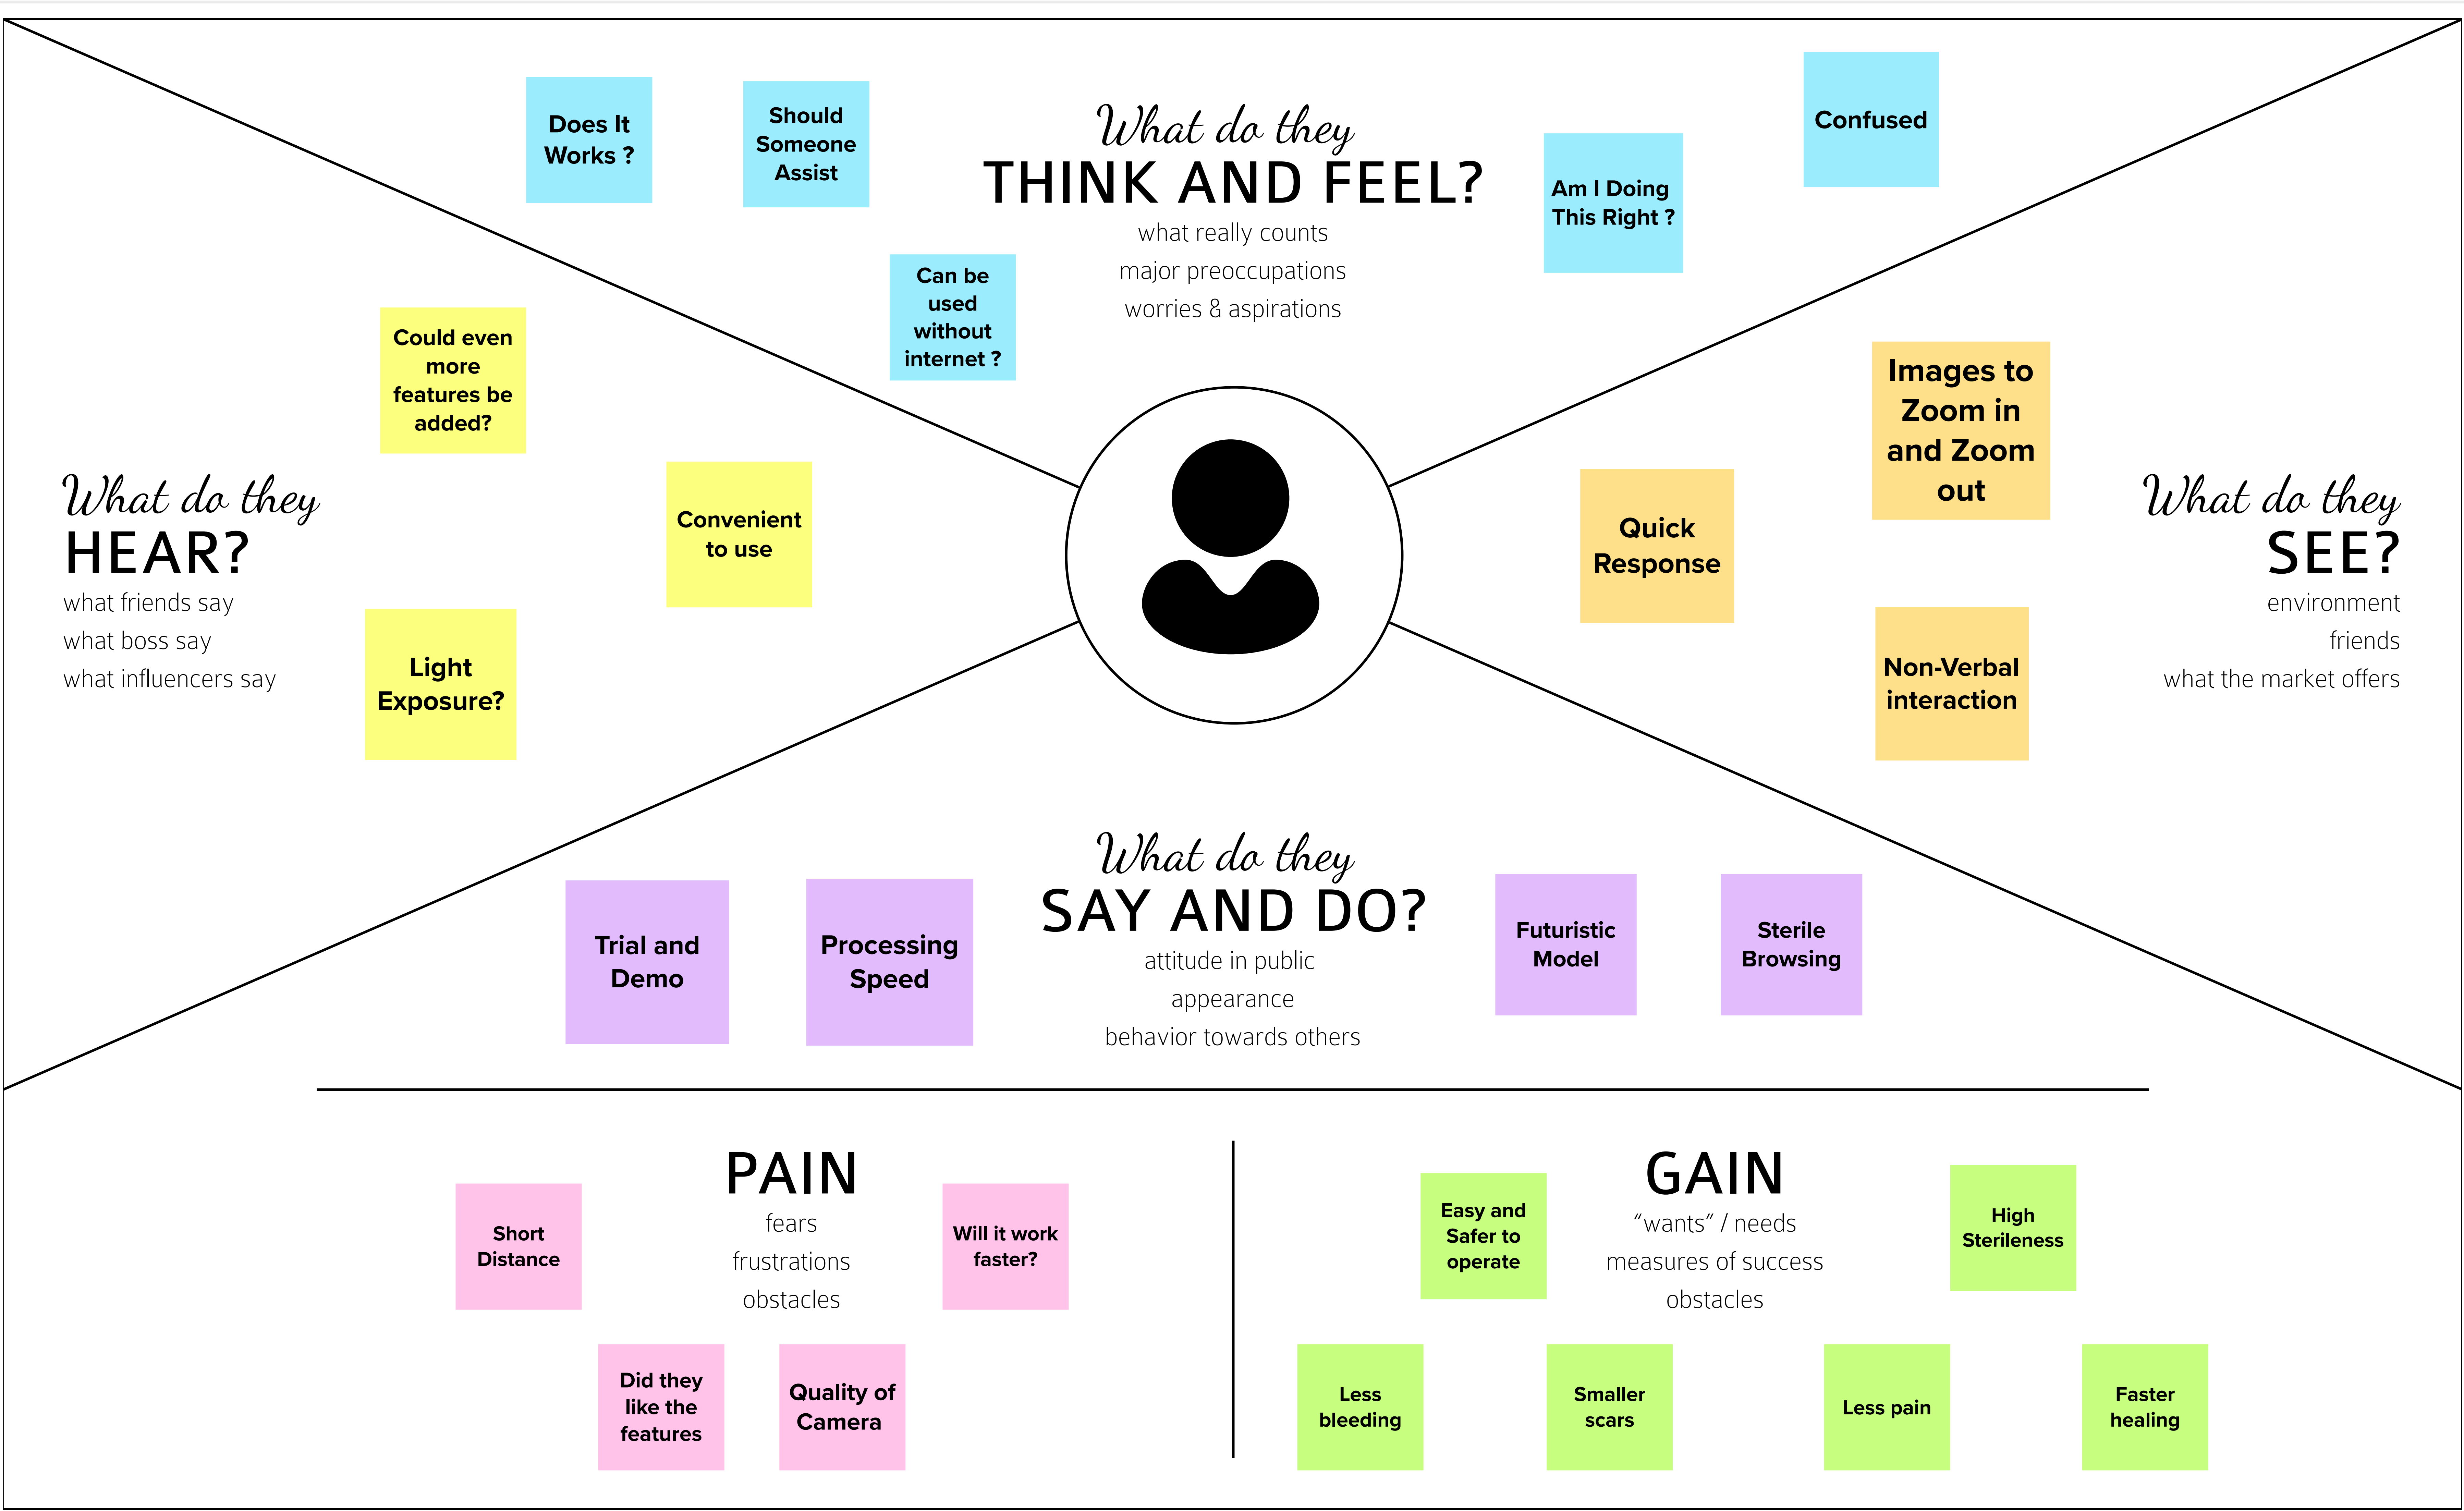 Does It
Works ?
Should
Someone
Assist
Can be
used
without
internet ?
What do they
THINK AND FEEL?
what really counts
major preoccupations
worries & aspirations
Am I Doing
This Right ?
Confused
Could even
more
features be
added?
Convenient
to use
Light
Exposure?
What do they
HEAR?
what friends say
what boss say
what influencers say
Images to
Zoom in
and Zoom
out
Quick
Response
Non-Verbal
interaction
What do they
SEE?
environment
friends
what the market offers
What do they
SAY AND DO?
attitude in public
appearance
behavior towards others
Trial and
Demo
Processing
Speed
Futuristic
Model
Sterile
Browsing
PAIN
fears
frustrations
obstacles
Short
Distance
Will it work
faster?
Did they
like the
features
Quality of
Camera
GAIN
“wants” / needs
measures of success
obstacles
Easy and
Safer to
operate
High
Sterileness
Less
bleeding
Smaller
scars
Less pain
Faster
healing